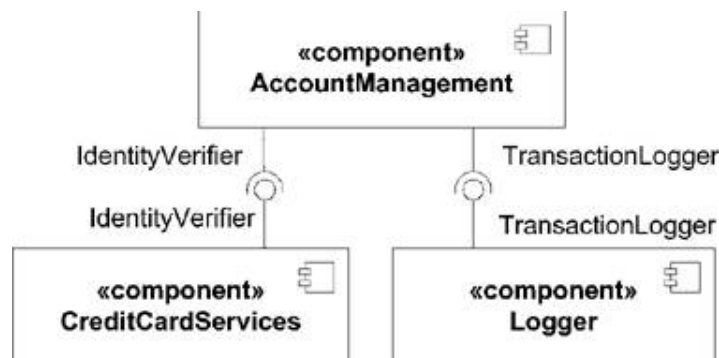 «component»
AccountManagement
IdentityVerifier
TransactionLogger
IdentityVerifier
TransactionLogger
«component»
CreditCardServices
«component»
Logger